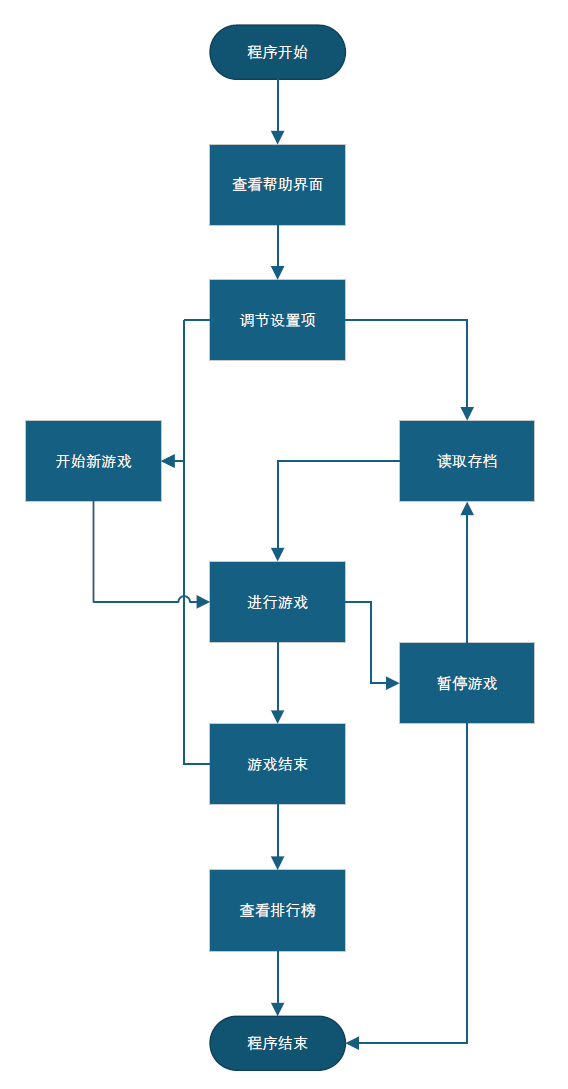 程序开始
查看帮助界面
调节设置项
开始新游戏
读取存档
进行游戏
暂停游戏
游戏结束
查看排行榜
程序结束